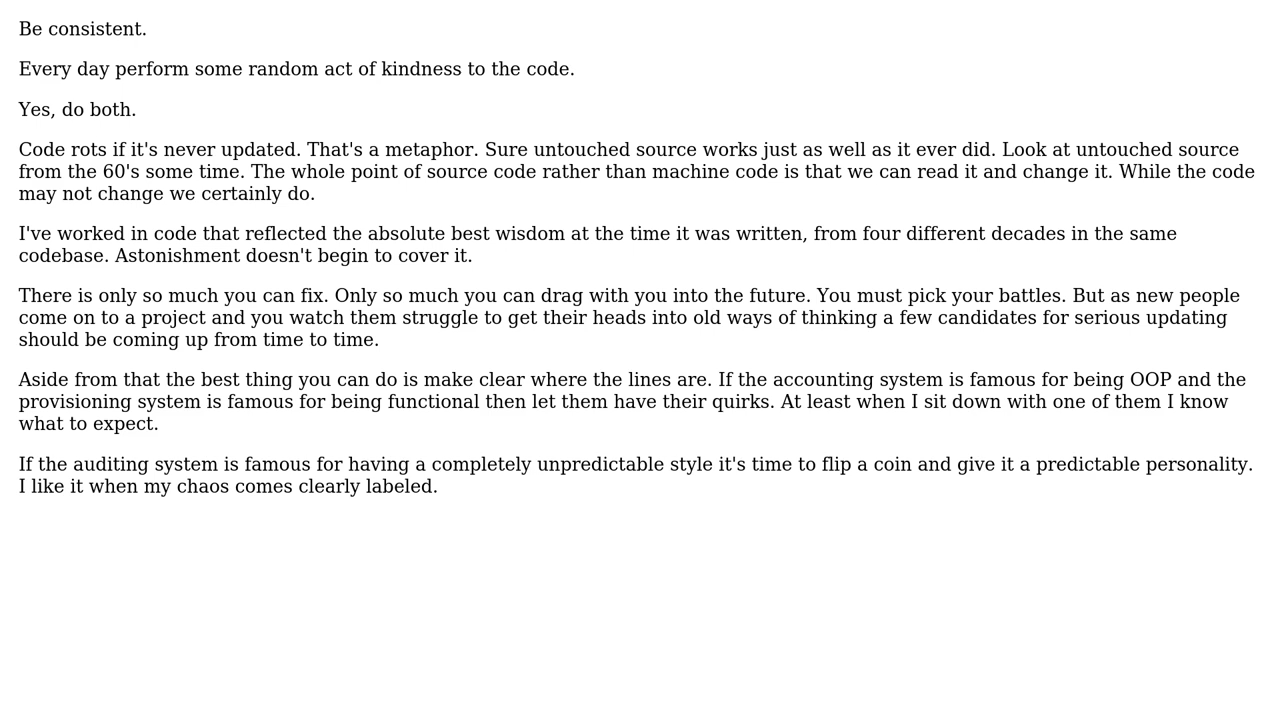 Be consistent.
Every day perform some random act of kindness to the code.
Yes, do both.
Code rots if it's never updated. That's a metaphor. Sure untouched source works just as well as it ever did. Look at untouched source
from the 60's some time. The whole point of source code rather than machine code is that we can read it and change it. While the code
may not change we certainly do.
I've worked in code that reflected the absolute best wisdom at the time it was written, from four different decades in the same
codebase. Astonishment doesn't begin to cover it.
There is only so much you can fix. Only so much you can drag with you into the future. You must pick your battles. But as new people
come on to a project and you watch them struggle to get their heads into old ways of thinking a few candidates for serious updating
should be coming up from time to time.
Aside from that the best thing you can do is make clear where the lines are. If the accounting system is famous for being OOP and the
provisioning system is famous for being functional then let them have their quirks. At least when I sit down with one of them I know
what to expect.
If the auditing system is famous for having a completely unpredictable style it's time to flip a coin and give it a predictable personality.
I like it when my chaos comes clearly labeled.